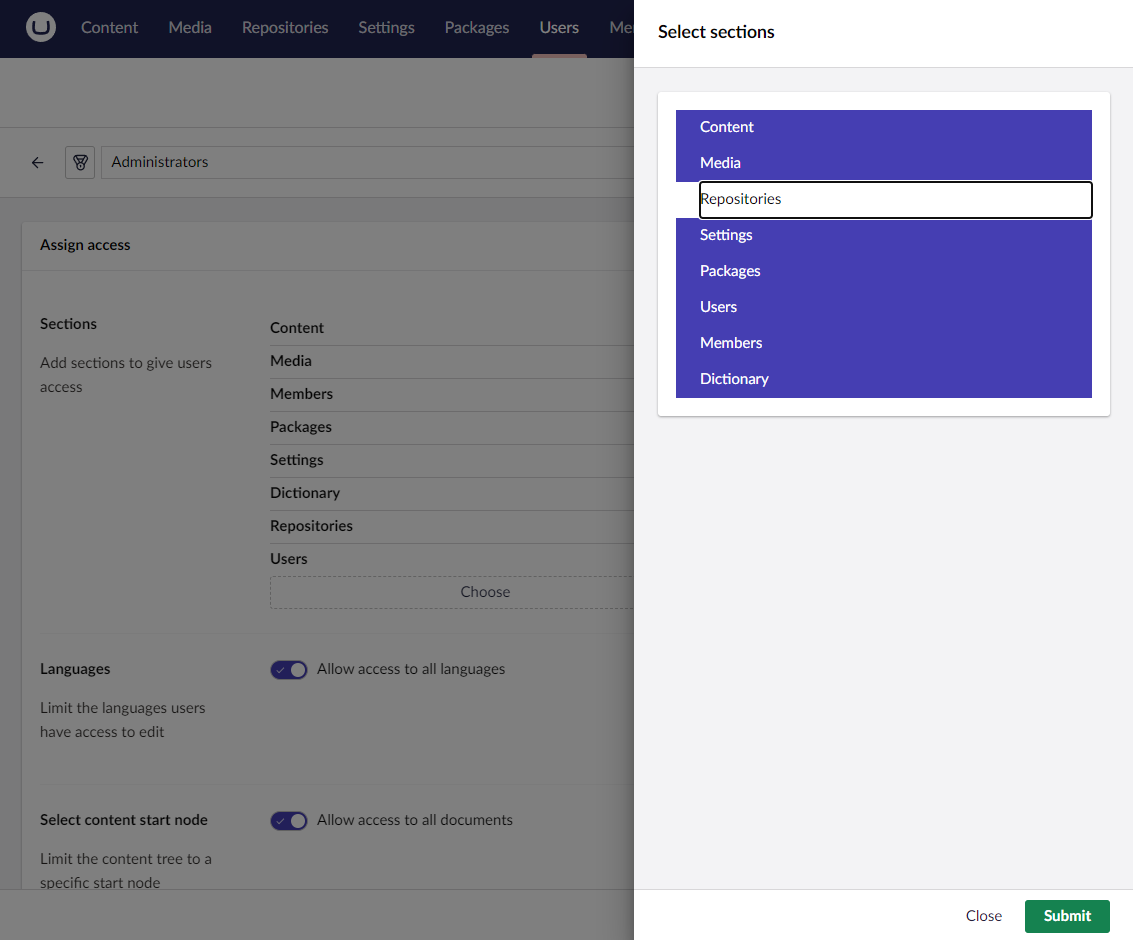 Content Media Repositories Settings Packages Users
Select sections
Administrators
Assign access
Sections
Add sections to give users
access
Content
Media
Members
Packages
Settings
Dictionary
Repositories
Users
Choose
Languages
Limit the languages users
have access to edit
Allow access to all languages
Select content start node
Limit the content tree to a
specific start node
Allow access to all documents
Content
Media
Repositories
Settings
Packages
Users
Members
Dictionary
Close Submit